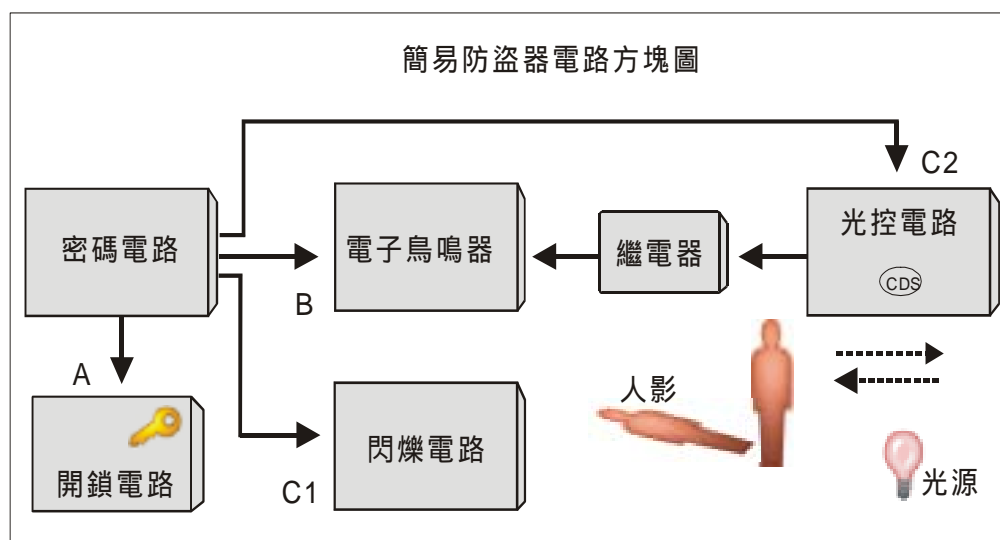 簡易防盜器電路方塊圖
C2
密碼電路
電子鳥鳴器
繼電器
光控電路
CDS
B
A
人影
開鎖電路
C1
閃爍電路
光源